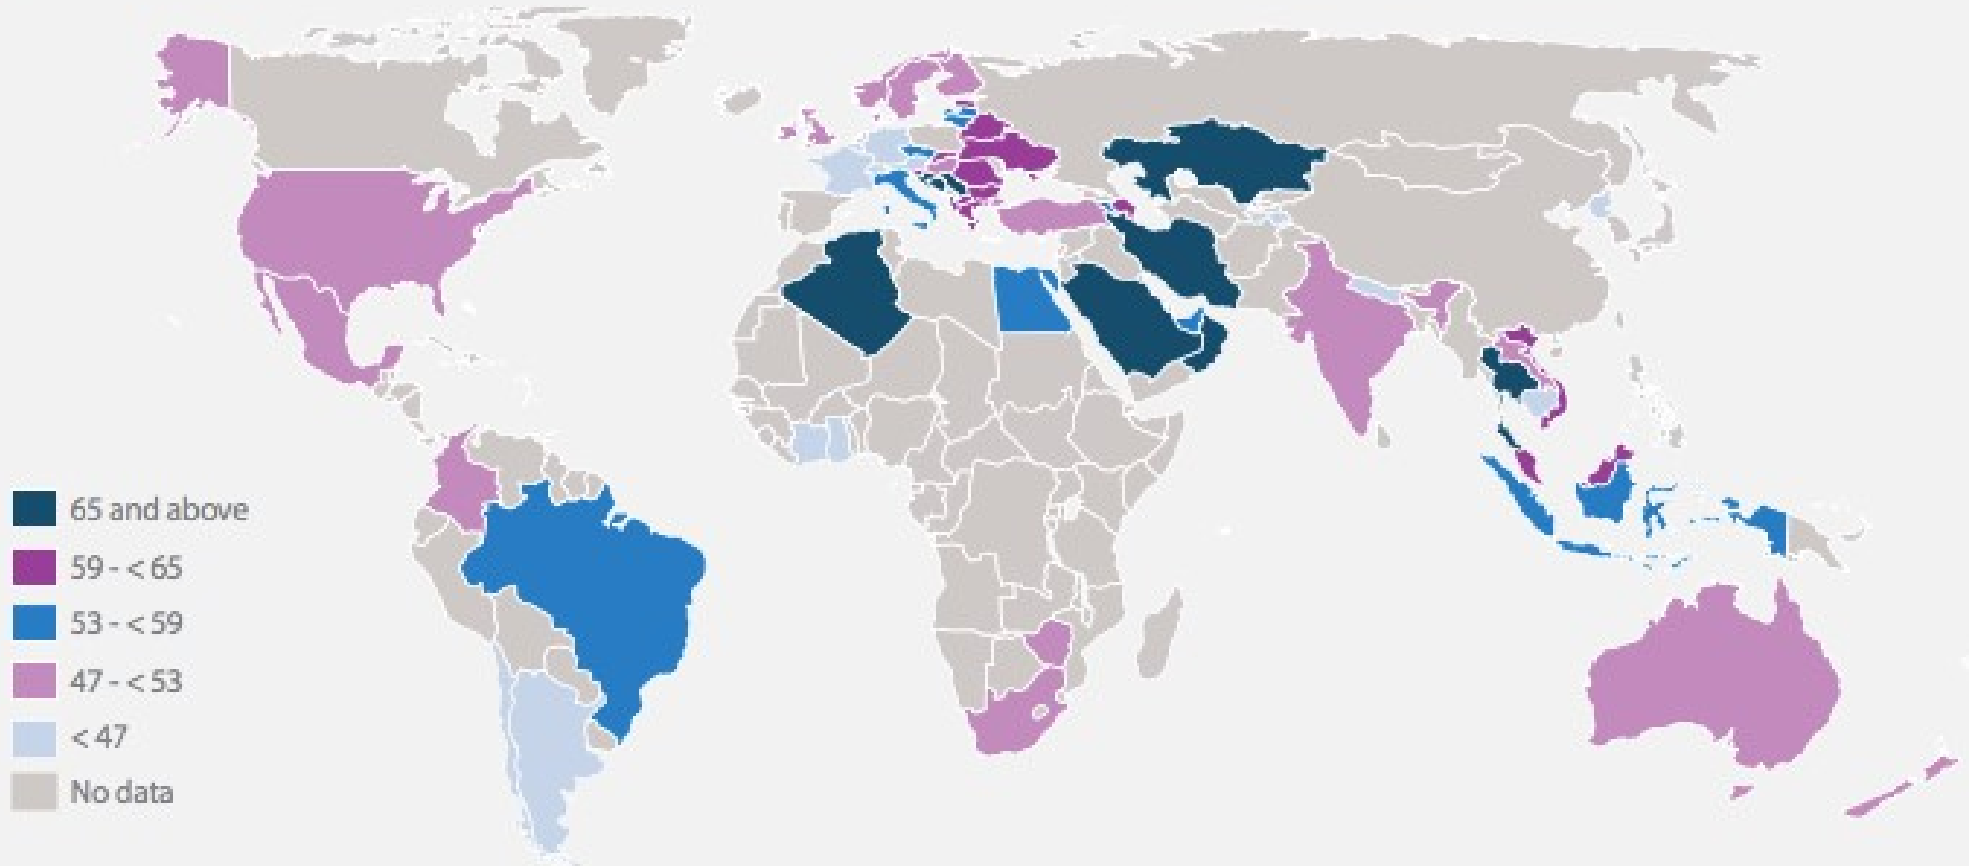 65 and above
59 - < 65
53 - < 59
47 - < 53
< 47
No data